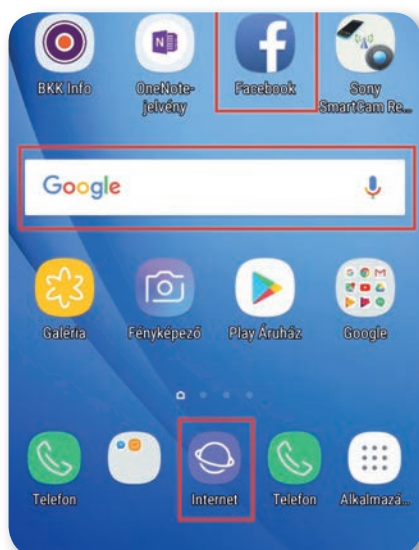 BKK Info
OneNote-
jelvény
Facebook
Sony
SmartCam Re...
Google
Galéria
Fényképező
Play Áruház
Google
Telefon
Internet
Telefon
Alkalmazá...